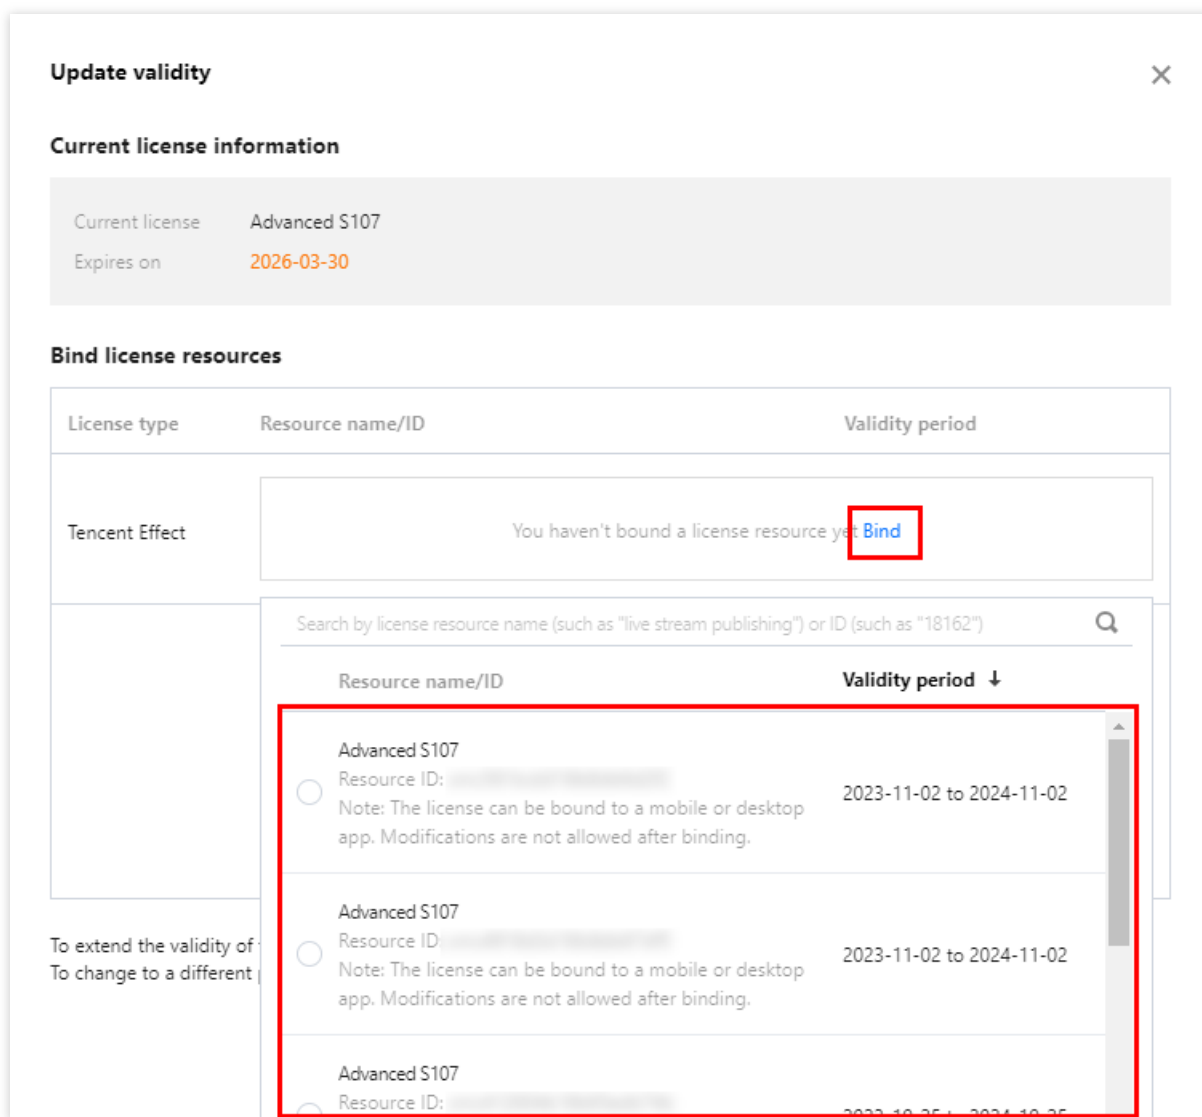 Update validity
Current license information
Current license Advanced S107
Expires on 2026-03-30
Bind license resources
License type Resource name/ID Validity period
Tencent Effect You haven't bound a license resource yet Bind
Search by license resource name (such as "live stream publishing") or ID (such as "18162")
Resource name/ID Validity period
Advanced S107
Resource ID:
Note: The license can be bound to a mobile or desktop
app. Modifications are not allowed after binding.
2023-11-02 to 2024-11-02
Advanced S107
Resource ID:
Note: The license can be bound to a mobile or desktop
app. Modifications are not allowed after binding.
2023-11-02 to 2024-11-02
To extend the validity of
To change to a different
Advanced S107
Resource ID: